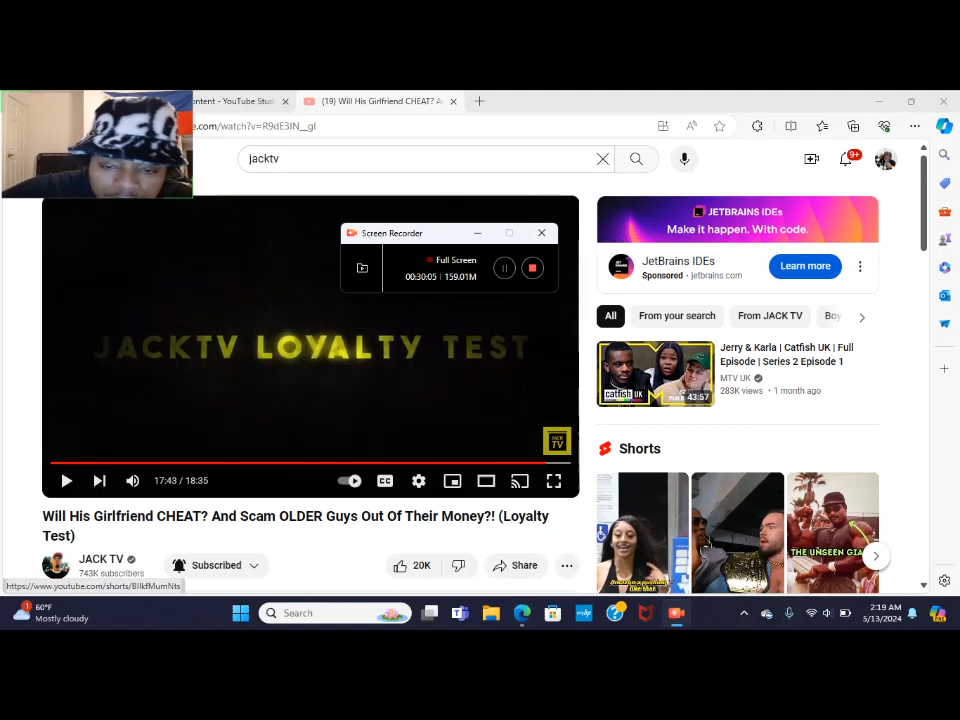 ontent - YouTube Studi
(19) Will His Girlfriend CHEAT? A
e.com/watch?v=R9dE3IN__gI
jacktv
9+
Screen Recorder
Full Screen
00:30:05 | 159.01M
JACKTV LOYALTY TEST
JACK TV
17:43 / 18:35
CC
Will His Girlfriend CHEAT? And Scam OLDER Guys Out Of Their Money?! (Loyalty
Test)
JACK TV
743K subscribers
Subscribed
20K
Share
https://www.youtube.com/shorts/BIlkfMumNts
JETBRAINS IDEs
Make it happen. With code.
JetBrains IDEs
Sponsored · jetbrains.com
Learn more
All
From your search
From JACK TV
Boy
catfish UK
43:57
Jerry & Karla | Catfish UK | Full
Episode | Series 2 Episode 1
MTV UK
283K views · 1 month ago
Shorts
THE UNSEEN GIA
1
60°F
Mostly cloudy
Search
2:19 AM
5/13/2024